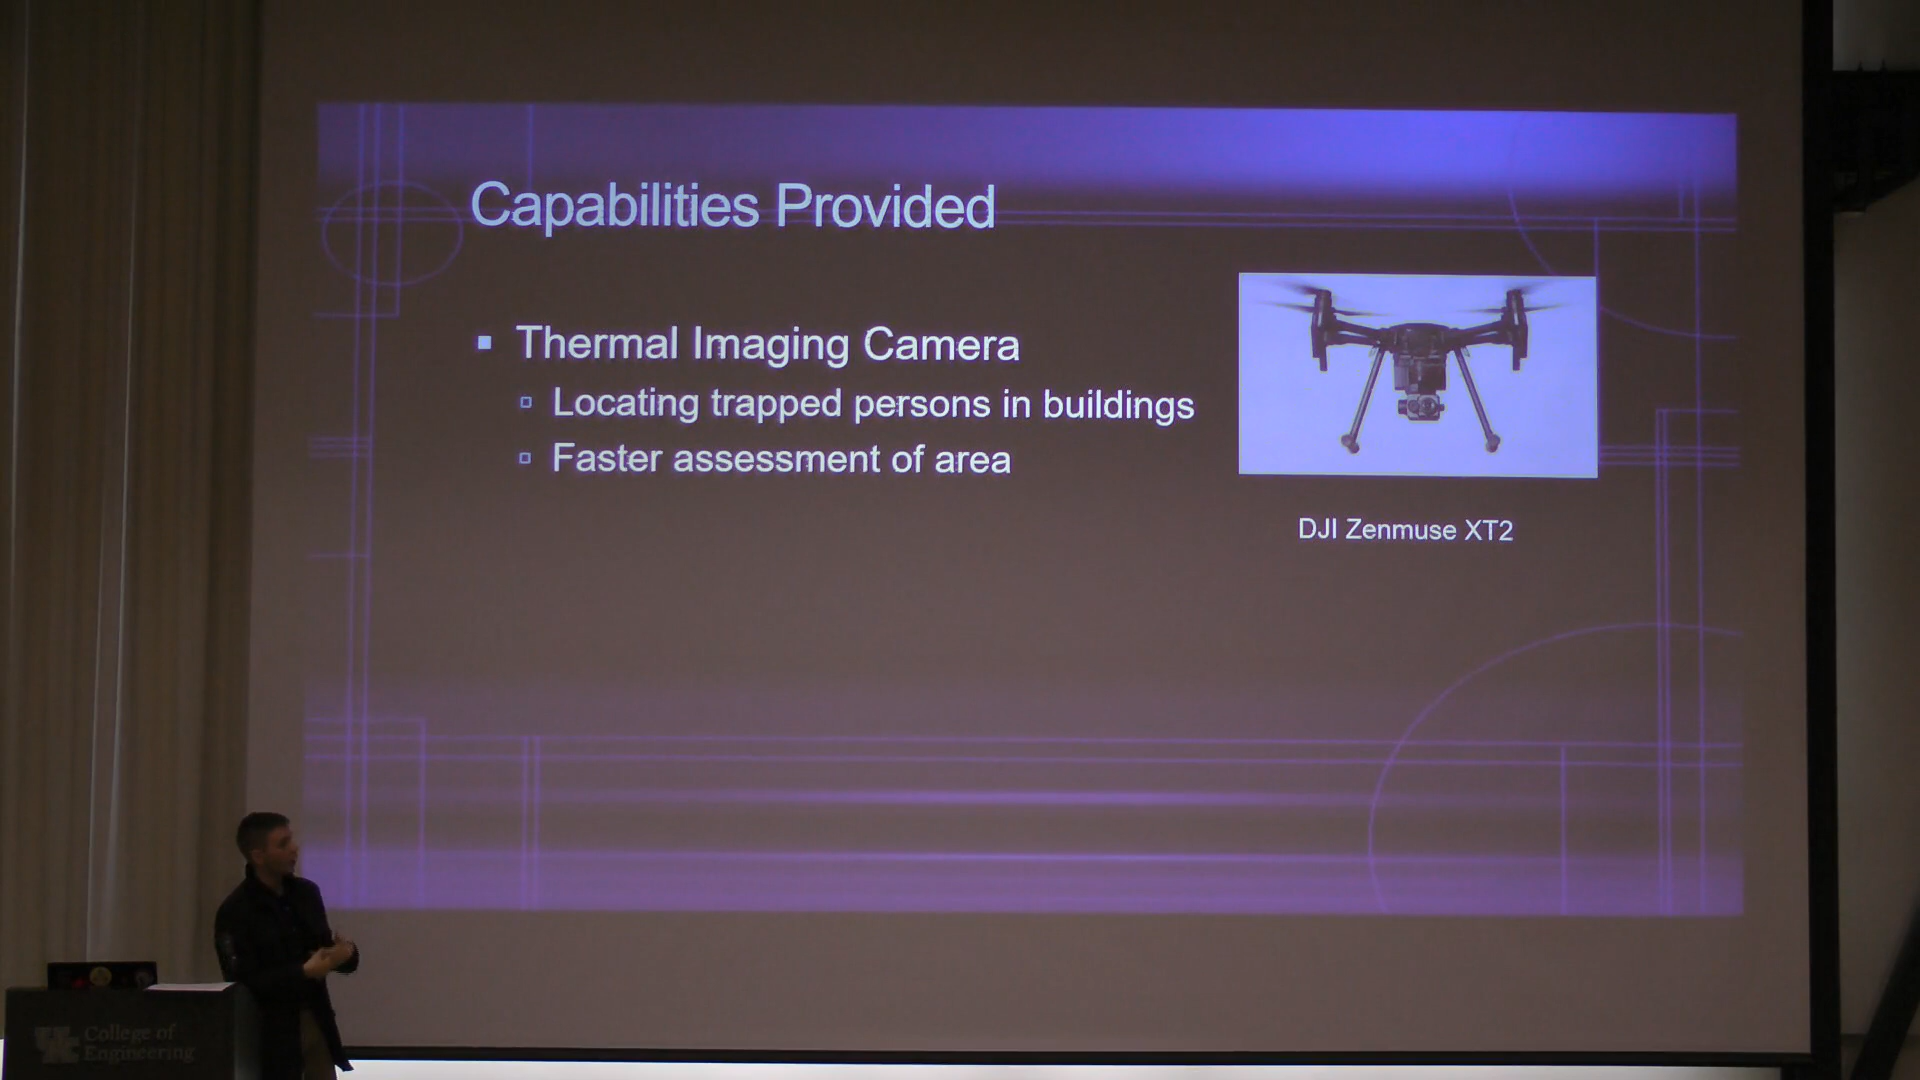 Capabilities Provided
Thermal Imaging Camera
Locating trapped persons in buildings
Faster assessment of area
DJI Zenmuse XT2
College of
Engineering